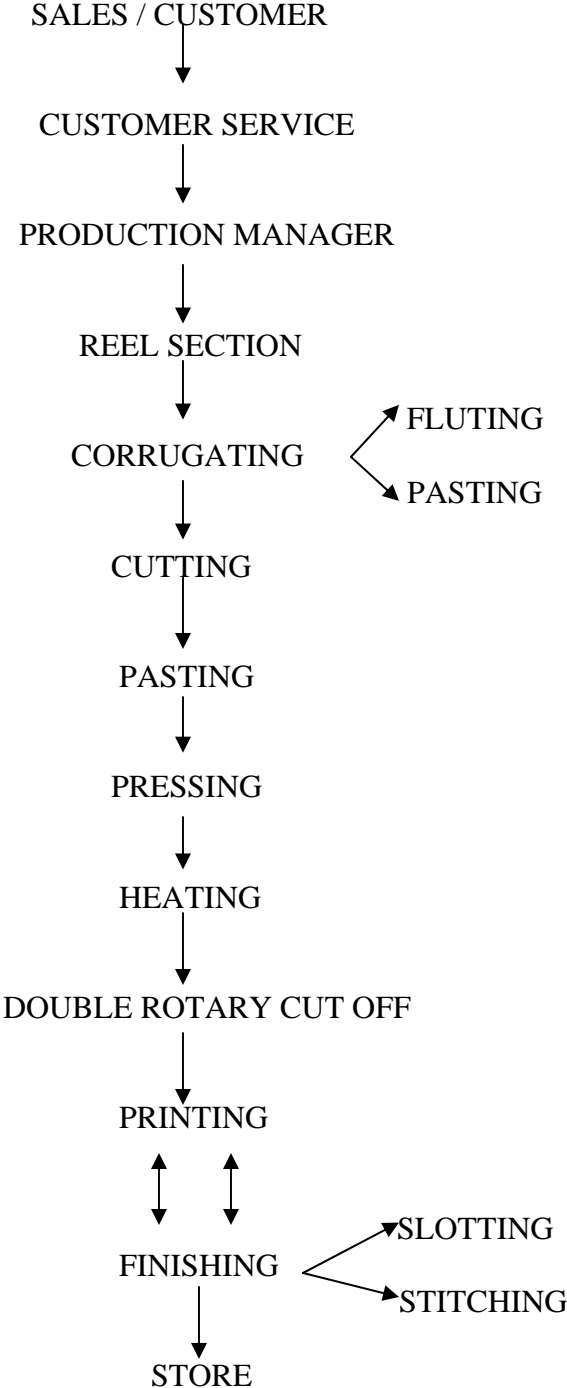 SALES / CUSTOMER
CUSTOMER SERVICE
PRODUCTION MANAGER
REEL SECTION
FLUTING
CORRUGATING
PASTING
CUTTING
PASTING
PRESSING
HEATING
DOUBLE ROTARY CUT OFF
PRINTING
SLOTTING
FINISHING
STITCHING
STORE